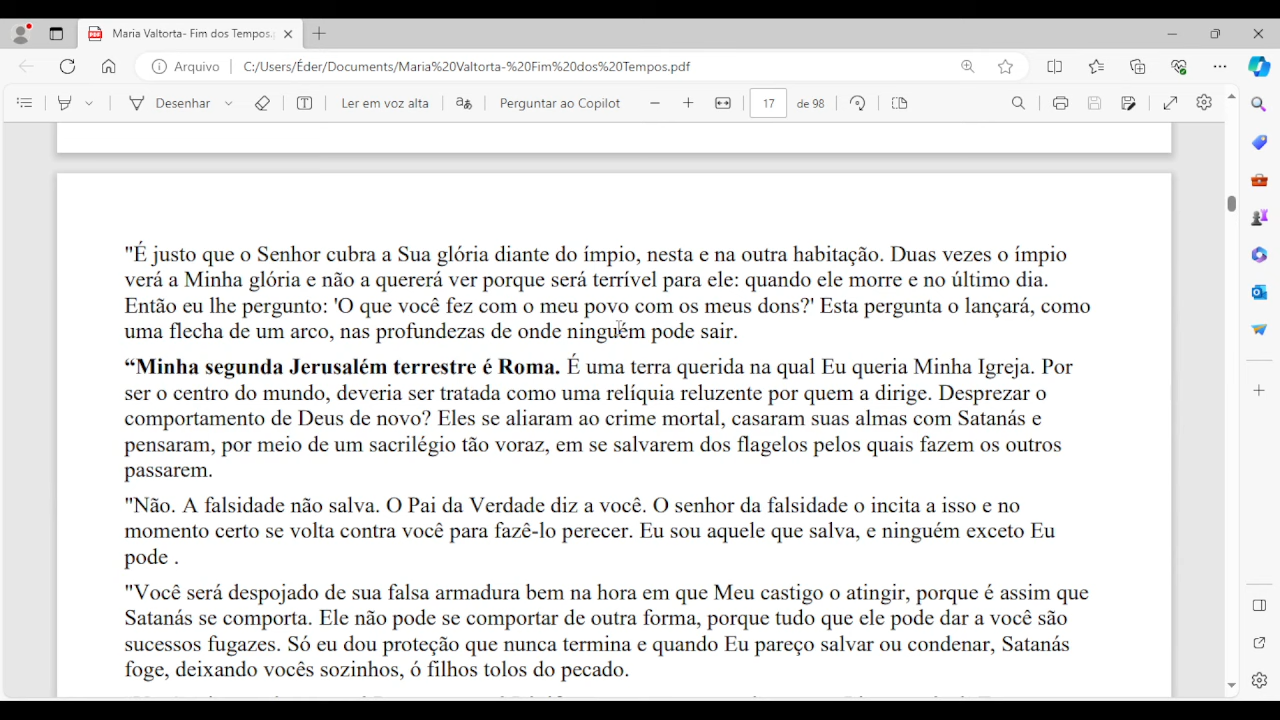 Maria Valtorta- Fim dos Tempos.
Arquivo
C:/Users/Éder/Documents/Maria%20Valtorta-%20Fim%20dos%20Tempos.pdf
Desenhar
Ler em voz alta
aあ
Perguntar ao Copilot
17
de 98
"É justo que o Senhor cubra a Sua glória diante do ímpio, nesta e na outra habitação. Duas vezes o ímpio
verá a Minha glória e não a quererá ver porque será terrível para ele: quando ele morre e no último dia.
Então eu lhe pergunto: 'O que você fez com o meu povo com os meus dons?' Esta pergunta o lançará, como
uma flecha de um arco, nas profundezas de onde ninguém pode sair.
“Minha segunda Jerusalém terrestre é Roma. É uma terra querida na qual Eu queria Minha Igreja. Por
ser o centro do mundo, deveria ser tratada como uma relíquia reluzente por quem a dirige. Desprezar o
comportamento de Deus de novo? Eles se aliaram ao crime mortal, casaram suas almas com Satanás e
pensaram, por meio de um sacrilégio tão voraz, em se salvarem dos flagelos pelos quais fazem os outros
passarem.
"Não. A falsidade não salva. O Pai da Verdade diz a você. O senhor da falsidade o incita a isso e no
momento certo se volta contra você para fazê-lo perecer. Eu sou aquele que salva, e ninguém exceto Eu
pode .
"Você será despojado de sua falsa armadura bem na hora em que Meu castigo o atingir, porque é assim que
Satanás se comporta. Ele não pode se comportar de outra forma, porque tudo que ele pode dar a você são
sucessos fugazes. Só eu dou proteção que nunca termina e quando Eu pareço salvar ou condenar, Satanás
foge, deixando vocês sozinhos, ó filhos tolos do pecado.